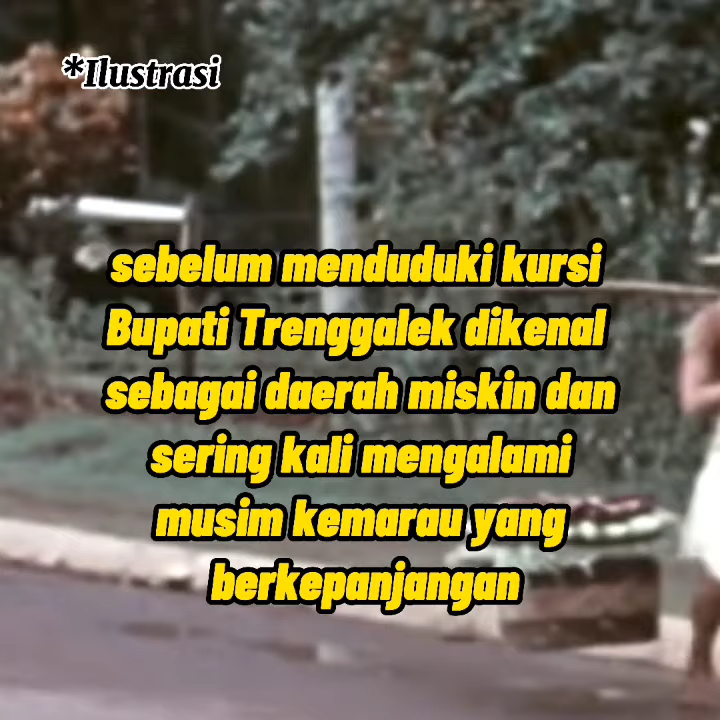 *Ilustrasi
sebelum menduduki kursi
Bupati Trenggalek dikenal
sebagai daerah miskin dan
sering kali mengalami
musim kemarau yang
berkepanjangan